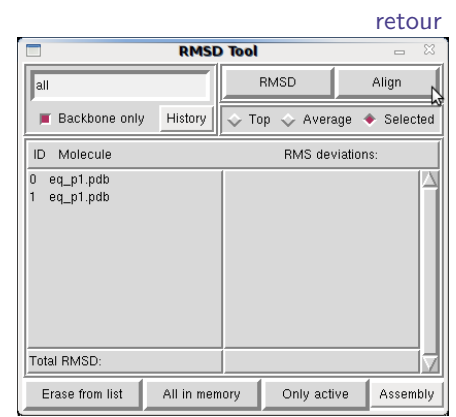 retour
RMSD Tool
all
RMSD Align
Backbone only History Top Average Selected
ID Molecule RMS deviations:
0 eq_p1.pdb
1 eq_p1.pdb
Total RMSD:
Erase from list All in memory Only active Assembly